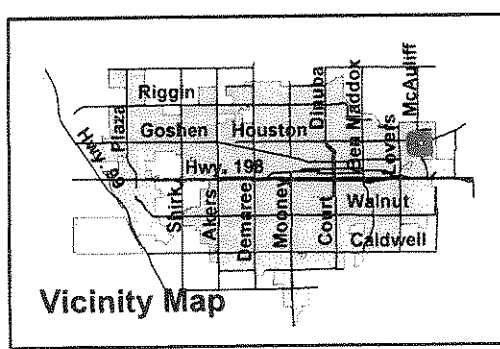 Riggin
Plaza
Goshen
Houston
Dinuba
Ben Maddox
Lovers
McAuliff
Hwy. 99
Hwy. 198
Shirk
Akers
Demaree
Mooney
Court
Walnut
Caldwell
Vicinity Map